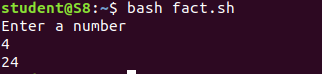 student@S8:~$ bash fact.sh
Enter a number
4
24